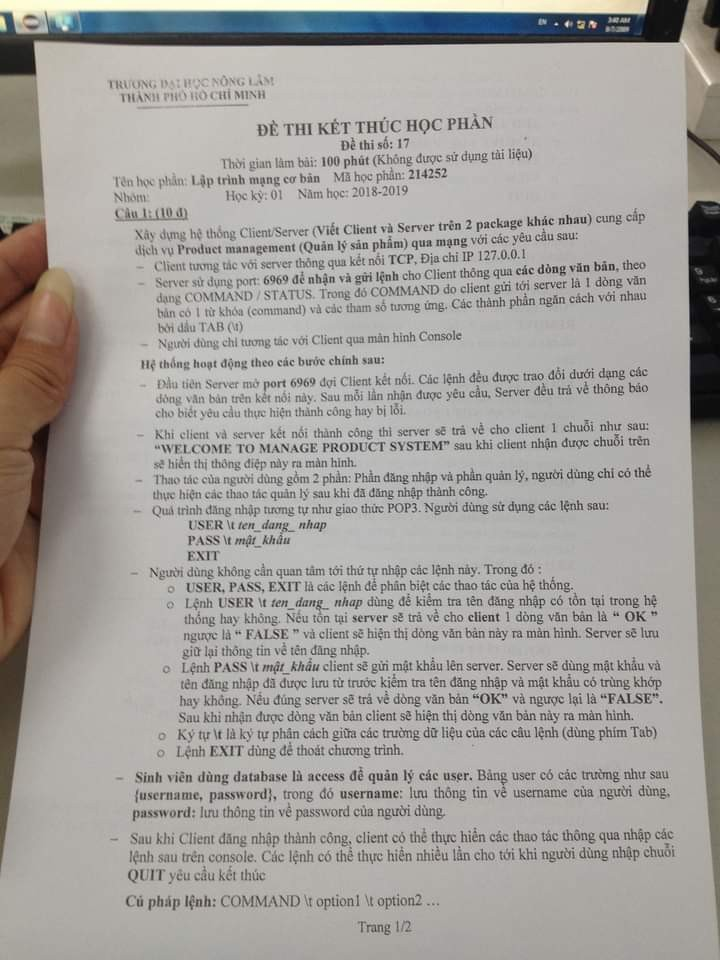 EN
3:40 AM
TRƯỜNG ĐẠI HỌC NÔNG LÂM
THÀNH PHỐ HỒ CHÍ MINH
ĐỀ THI KẾT THÚC HỌC PHẦN
Đề thi số: 17
Thời gian làm bài: 100 phút (Không được sử dụng tài liệu)
Tên học phần: Lập trình mạng cơ bản Mã học phần: 214252
Nhóm: Học kỳ: 01 Năm học: 2018-2019
Câu 1: (10 đ)
Xây dựng hệ thống Client/Server (Viết Client và Server trên 2 package khác nhau) cung cấp
dịch vụ Product management (Quản lý sản phẩm) qua mạng với các yêu cầu sau:
– Client tương tác với server thông qua kết nối TCP, Địa chỉ IP 127.0.0.1
– Server sử dụng port: 6969 để nhận và gửi lệnh cho Client thông qua các dòng văn bản, theo
dạng COMMAND / STATUS. Trong đó COMMAND do client gửi tới server là 1 dòng văn
bản có 1 từ khóa (command) và các tham số tương ứng. Các thành phần ngăn cách với nhau
bởi dấu TAB (\t)
– Người dùng chỉ tương tác với Client qua màn hình Console
Hệ thống hoạt động theo các bước chính sau:
– Đầu tiên Server mở port 6969 đợi Client kết nối. Các lệnh đều được trao đổi dưới dạng các
dòng văn bản trên kết nối này. Sau mỗi lần nhận được yêu cầu, Server đều trả về thông báo
cho biết yêu cầu thực hiện thành công hay bị lỗi.
– Khi client và server kết nối thành công thì server sẽ trả về cho client 1 chuỗi như sau:
“WELCOME TO MANAGE PRODUCT SYSTEM” sau khi client nhận được chuỗi trên
sẽ hiển thị thông điệp này ra màn hình.
– Thao tác của người dùng gồm 2 phần: Phần đăng nhập và phần quản lý, người dùng chỉ có thể
thực hiện các thao tác quản lý sau khi đã đăng nhập thành công.
– Quá trình đăng nhập tương tự như giao thức POP3. Người dùng sử dụng các lệnh sau:
USER \t ten_dang_ nhap
PASS \t mật_khẩu
EXIT
– Người dùng không cần quan tâm tới thứ tự nhập các lệnh này. Trong đó :
o USER, PASS, EXIT là các lệnh để phân biệt các thao tác của hệ thống.
o Lệnh USER \t ten_dang_ nhap dùng để kiểm tra tên đăng nhập có tồn tại trong hệ
thống hay không. Nếu tồn tại server sẽ trả về cho client 1 dòng văn bản là “ OK ”
ngược là “ FALSE ” và client sẽ hiện thị dòng văn bản này ra màn hình. Server sẽ lưu
giữ lại thông tin về tên đăng nhập.
o Lệnh PASS \t mật_khẩu client sẽ gửi mật khẩu lên server. Server sẽ dùng mật khẩu và
tên đăng nhập đã được lưu từ trước kiểm tra tên đăng nhập và mật khẩu có trùng khớp
hay không. Nếu đúng server sẽ trả về dòng văn bản “OK” và ngược lại là “FALSE”.
Sau khi nhận được dòng văn bản client sẽ hiện thị dòng văn bản này ra màn hình.
o Ký tự \t là ký tự phân cách giữa các trường dữ liệu của các câu lệnh (dùng phím Tab)
o Lệnh EXIT dùng để thoát chương trình.
– Sinh viên dùng database là access để quản lý các user. Bảng user có các trường như sau
{username, password}, trong đó username: lưu thông tin về username của người dùng,
password: lưu thông tin về password của người dùng.
– Sau khi Client đăng nhập thành công, client có thể thực hiển các thao tác thông qua nhập các
lệnh sau trên console. Các lệnh có thể thực hiên nhiều lần cho tới khi người dùng nhập chuỗi
QUIT yêu cầu kết thúc
Cú pháp lệnh: COMMAND \t option1 \t option2 …
Trang 1/2